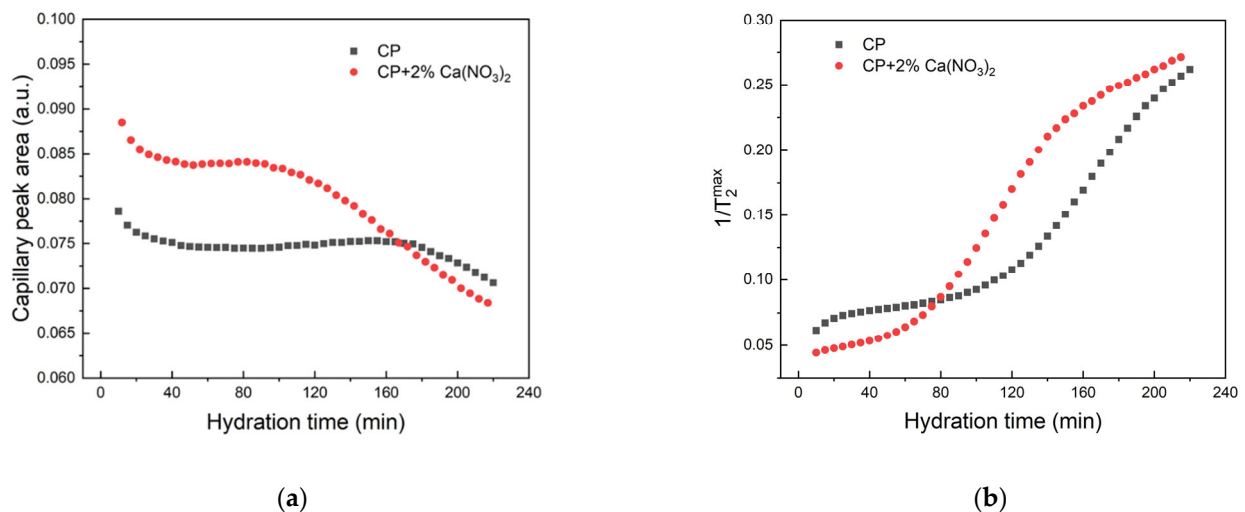 0.100
0.095
0.090
0.085
0.080
0.075
0.070
0.065
0.060
Capillary peak area (a.u.)
CP
CP+2% Ca(NO₃)₂
0 40 80 120 160 200 240
Hydration time (min)
(a)
0.30
0.25
0.20
0.15
0.10
0.05
1/T₂ᵐᵃˣ
CP
CP+2% Ca(NO₃)₂
0 40 80 120 160 200 240
Hydration time (min)
(b)